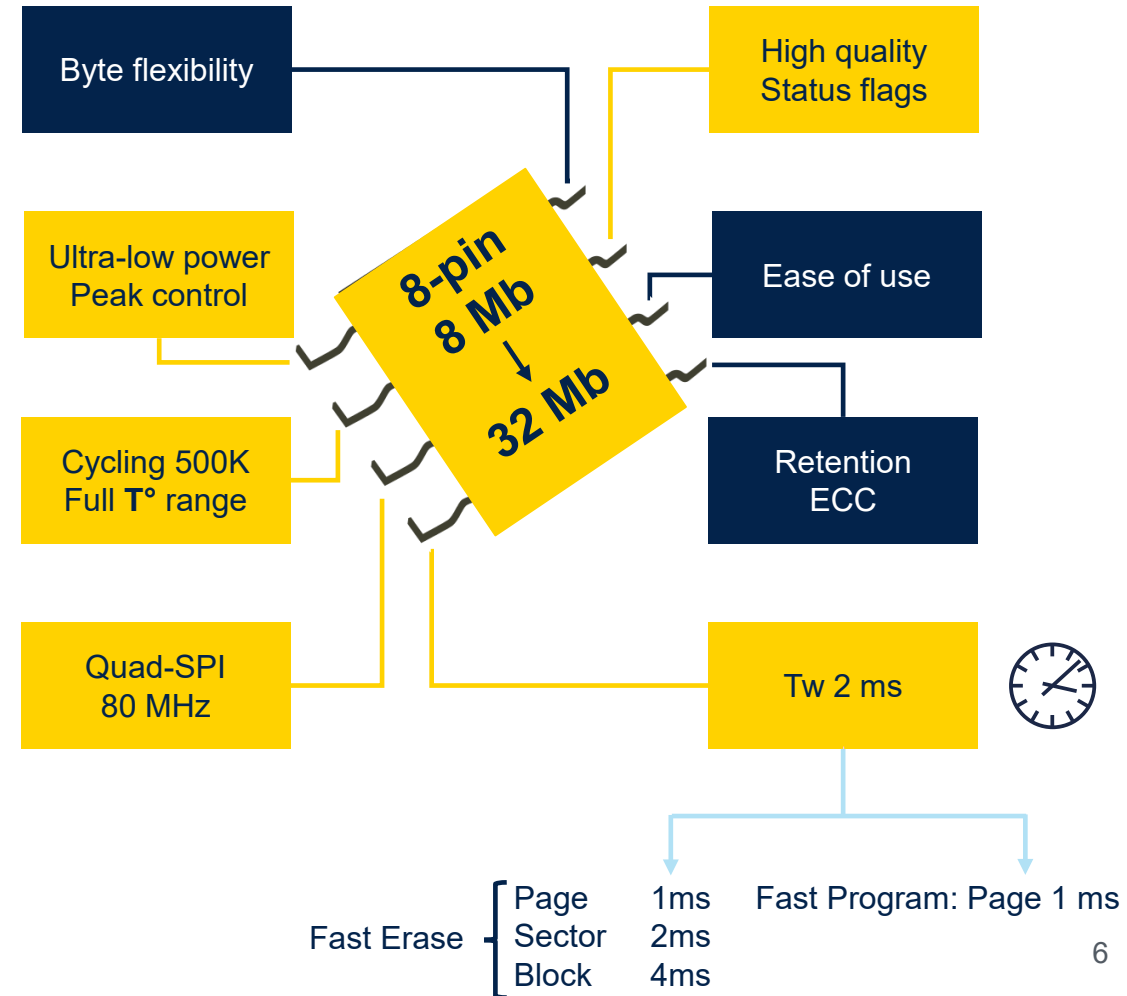 Byte flexibility
High quality
Status flags
Ultra-low power
Peak control
8-pin
8 Mb
32 Mb
Ease of use
Cycling 500K
Full T° range
Retention
ECC
Quad-SPI
80 MHz
Tw 2 ms
Fast Erase
Page 1ms
Sector 2ms
Block 4ms
Fast Program: Page 1 ms
6